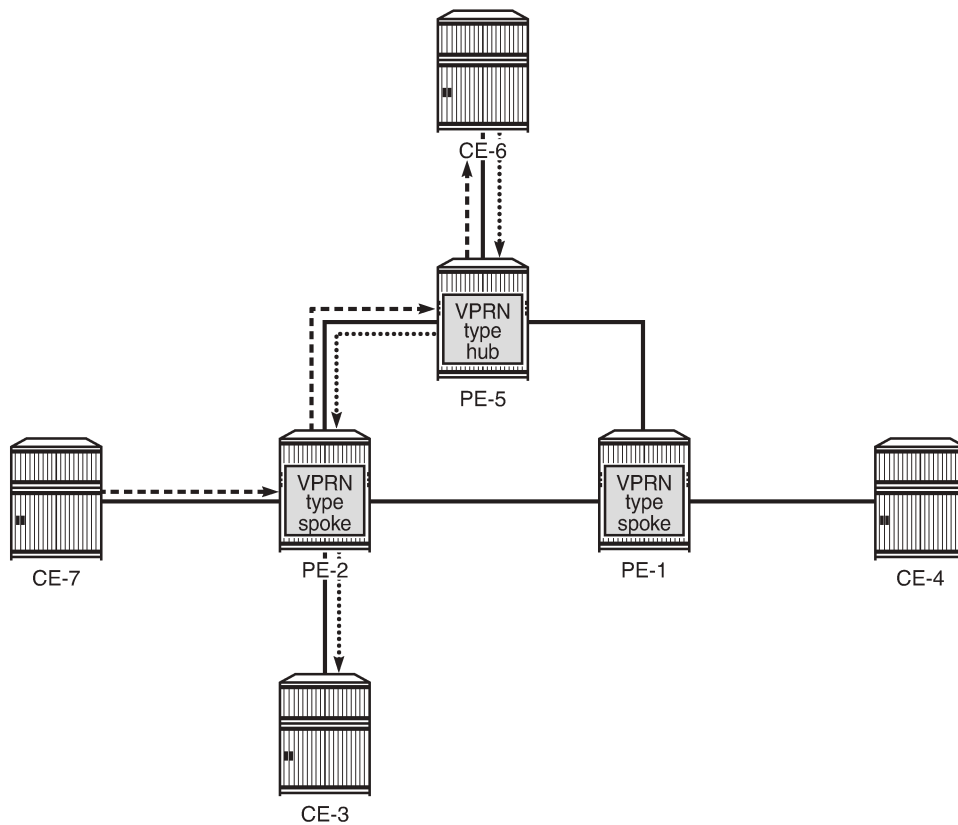 CE-6
VPRN
type
hub
PE-5
VPRN
type
spoke
VPRN
type
spoke
CE-7
PE-2
PE-1
CE-4
CE-3